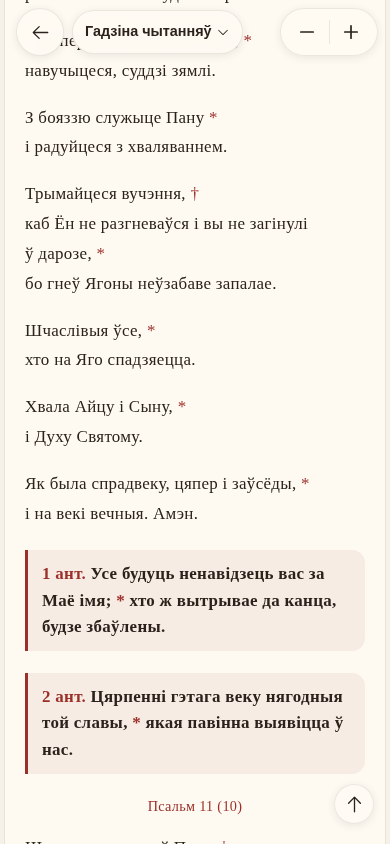 Гадзіна чытанняў
*
навучыцеся, суддзі зямлі.
З бояззю служыце Пану *
і радуйцеся з хваляваннем.
Трымайцеся вучэння, †
каб Ён не разгневаўся і вы не загінулі
ў дарозе, *
бо гнеў Ягоны неўзабаве запалае.
Шчаслівыя ўсе, *
хто на Яго спадзяецца.
Хвала Айцу і Сыну, *
і Духу Святому.
Як была спрадвеку, цяпер і заўсёды, *
і на векі вечныя. Амэн.
1 ант. Усе будуць ненавідзець вас за
Маё імя; * хто ж вытрывае да канца,
будзе збаўлены.
2 ант. Цярпенні гэтага веку нягодныя
той славы, * якая павінна выявіцца ў
нас.
Псальм 11 (10)